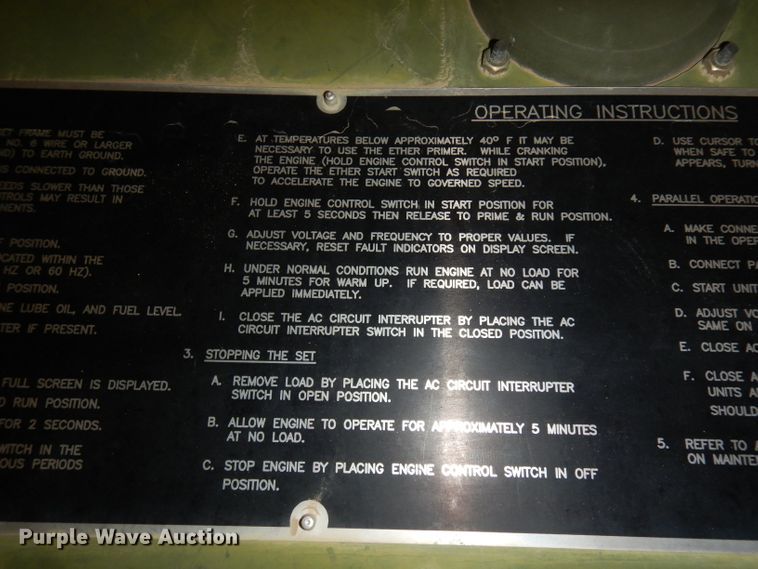 OPERATING INSTRUCTIONS
FRAME MUST BE
NO. 6 WIRE OR LARGER
TO EARTH GROUND.
IS CONNECTED TO GROUND.
SLOWER THAN THOSE
MAY RESULT IN
POSITION.
WITHIN THE
HZ OR 60 HZ).
POSITION.
LUBE OIL, AND FUEL LEVEL.
IF PRESENT.
FULL SCREEN IS DISPLAYED.
RUN POSITION.
FOR 2 SECONDS.
IN THE
PERIODS
E. AT TEMPERATURES BELOW APPROXIMATELY 40° F IT MAY BE
NECESSARY TO USE THE ETHER PRIMER. WHILE CRANKING
THE ENGINE (HOLD ENGINE CONTROL SWITCH IN START POSITION),
OPERATE THE ETHER START SWITCH AS REQUIRED
TO ACCELERATE THE ENGINE TO GOVERNED SPEED.
F. HOLD ENGINE CONTROL SWITCH IN START POSITION FOR
AT LEAST 5 SECONDS THEN RELEASE TO PRIME & RUN POSITION.
G. ADJUST VOLTAGE AND FREQUENCY TO PROPER VALUES. IF
NECESSARY, RESET FAULT INDICATORS ON DISPLAY SCREEN.
H. UNDER NORMAL CONDITIONS RUN ENGINE AT NO LOAD FOR
5 MINUTES FOR WARM UP. IF REQUIRED, LOAD CAN BE
APPLIED IMMEDIATELY.
I. CLOSE THE AC CIRCUIT INTERRUPTER BY PLACING THE AC
CIRCUIT INTERRUPTER SWITCH IN THE CLOSED POSITION.
3. STOPPING THE SET
A. REMOVE LOAD BY PLACING THE AC CIRCUIT INTERRUPTER
SWITCH IN OPEN POSITION.
B. ALLOW ENGINE TO OPERATE FOR APPROXIMATELY 5 MINUTES
AT NO LOAD.
C. STOP ENGINE BY PLACING ENGINE CONTROL SWITCH IN OFF
POSITION.
D. USE CURSOR TO
WHEN SAFE TO
APPEARS, TURN
4. PARALLEL OPERATIO
A. MAKE CONNE
IN THE OPER
B. CONNECT PA
C. START UNIT
D. ADJUST VO
SAME ON
E. CLOSE AC
F. CLOSE A
UNITS A
SHOULD
5. REFER TO
ON MAINTEN
Purple Wave Auction